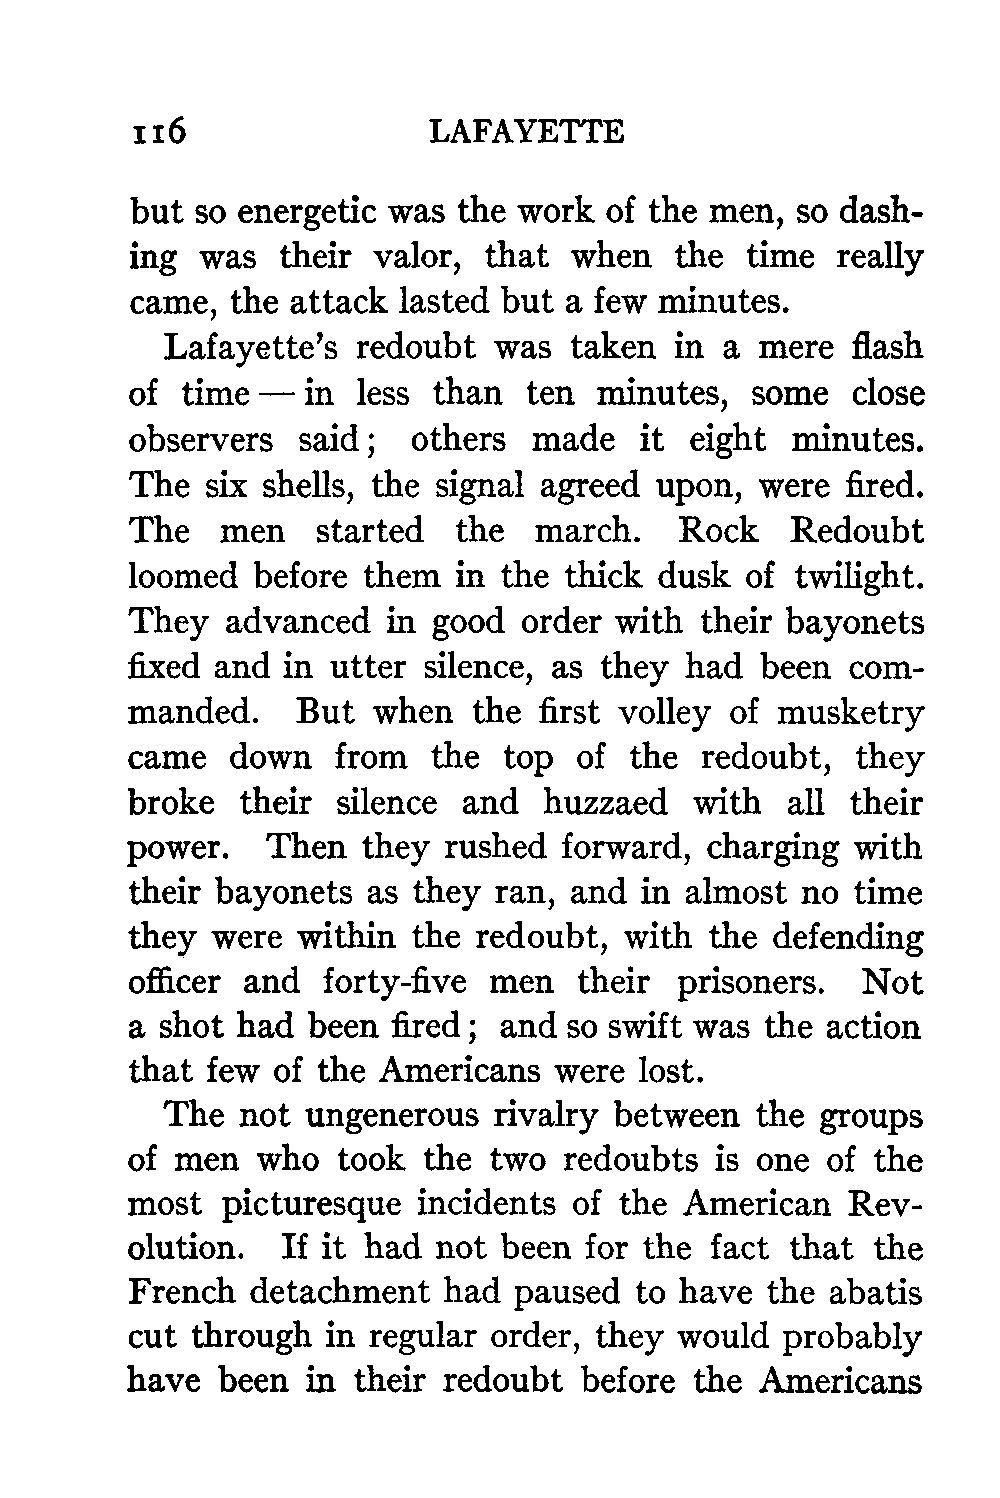 116 LAFAYETTE
but so energetic was the work of the men, so dash-
ing was their valor, that when the time really
came, the attack lasted but a few minutes.
Lafayette's redoubt was taken in a mere flash
of time — in less than ten minutes, some close
observers said; others made it eight minutes.
The six shells, the signal agreed upon, were fired.
The men started the march. Rock Redoubt
loomed before them in the thick dusk of twilight.
They advanced in good order with their bayonets
fixed and in utter silence, as they had been com-
manded. But when the first volley of musketry
came down from the top of the redoubt, they
broke their silence and huzzaed with all their
power. Then they rushed forward, charging with
their bayonets as they ran, and in almost no time
they were within the redoubt, with the defending
officer and forty-five men their prisoners. Not
a shot had been fired; and so swift was the action
that few of the Americans were lost.
The not ungenerous rivalry between the groups
of men who took the two redoubts is one of the
most picturesque incidents of the American Rev-
olution. If it had not been for the fact that the
French detachment had paused to have the abatis
cut through in regular order, they would probably
have been in their redoubt before the Americans